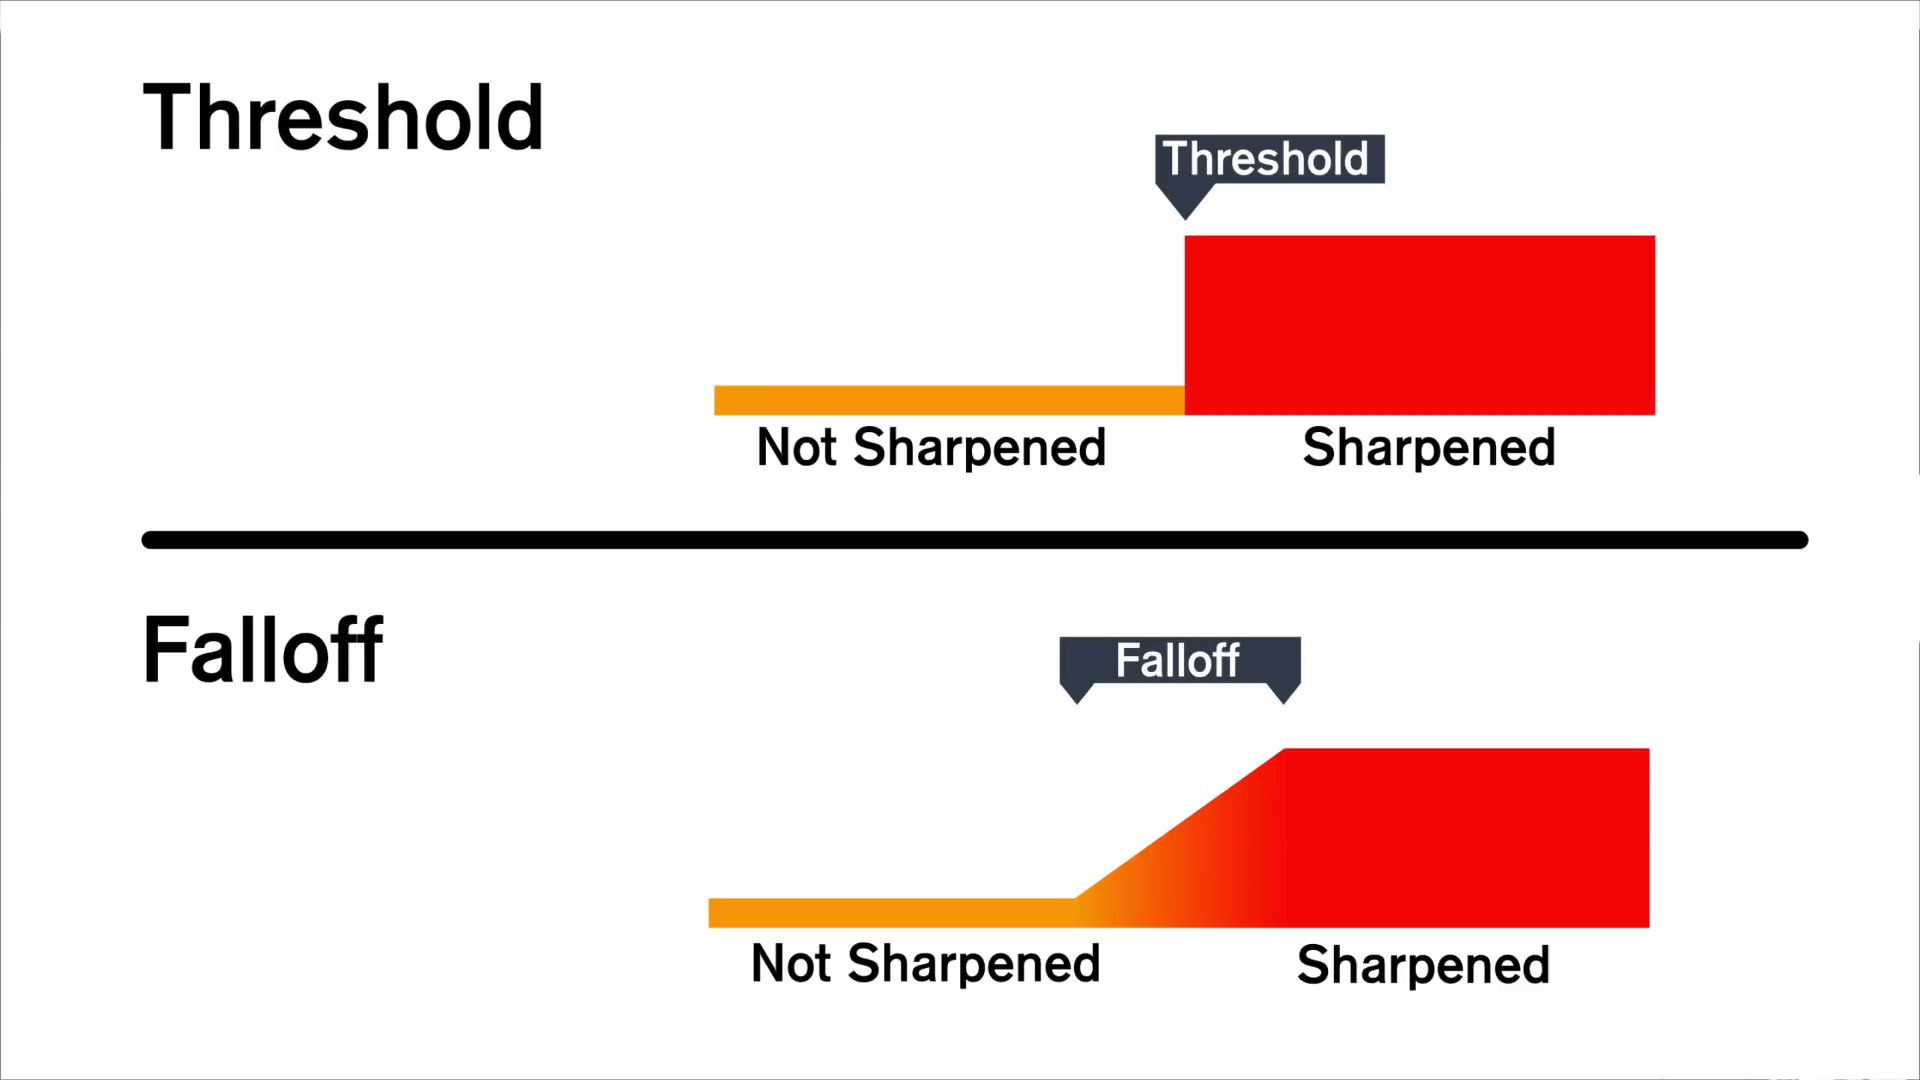 Threshold
Threshold
Not Sharpened
Sharpened
Falloff
Falloff
Not Sharpened
Sharpened